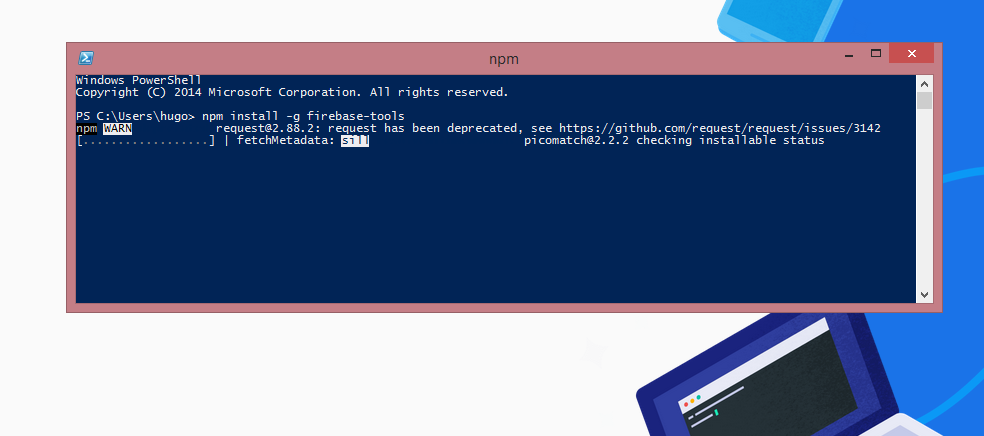 npm
Windows PowerShell
Copyright (C) 2014 Microsoft Corporation. All rights reserved.
PS C:\Users\hugo> npm install -g firebase-tools
npm WARN request@2.88.2: request has been deprecated, see https://github.com/request/request/issues/3142
[..................] | fetchMetadata: sill picomatch@2.2.2 checking installable status